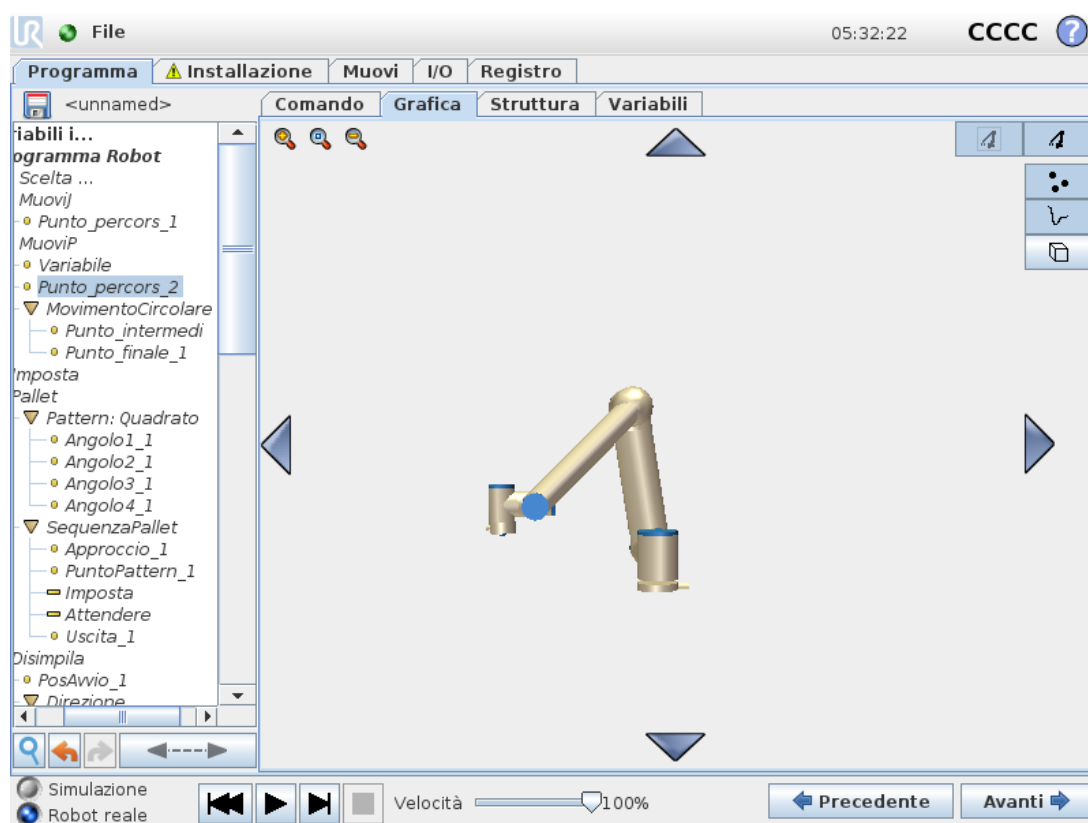 UR File 05:32:22 CCCC ?
Programma Installazione Muovi I/O Registro
<unnamed> Comando Grafica Struttura Variabili
riabili i...
ogramma Robot
Scelta ...
MuoviJ
Punto_percors_1
MuoviP
Variabile
Punto_percors_2
MovimentoCircolare
Punto_intermedi
Punto_finale_1
Imposta
Pallet
Pattern: Quadrato
Angolo1_1
Angolo2_1
Angolo3_1
Angolo4_1
SequenzaPallet
Approccio_1
PuntoPattern_1
Imposta
Attendere
Uscita_1
Disimpila
PosAvvio_1
Direzione
Simulazione
Robot reale
Velocità 100% Precedente Avanti